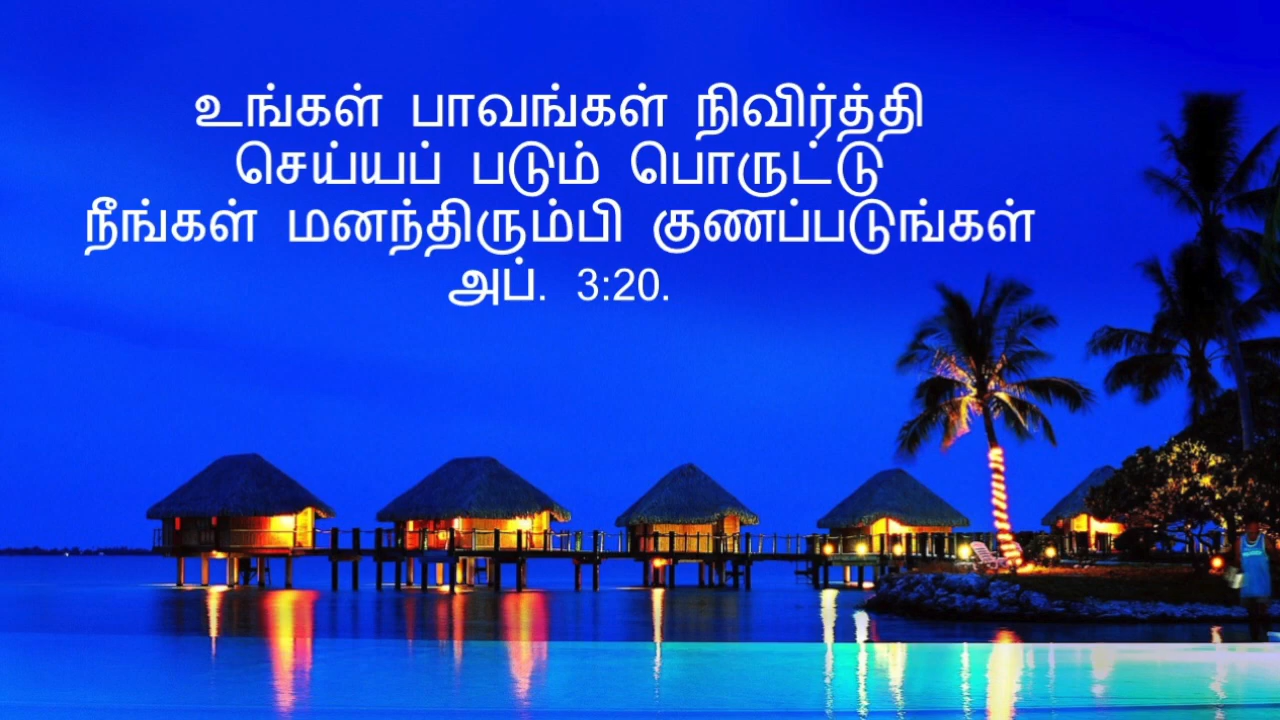 உங்கள் பாவங்கள் நிவிர்த்தி
செய்யப் படும் பொருட்டு
நீங்கள் மனந்திரும்பி குணப்படுங்கள்
அப். 3:20.